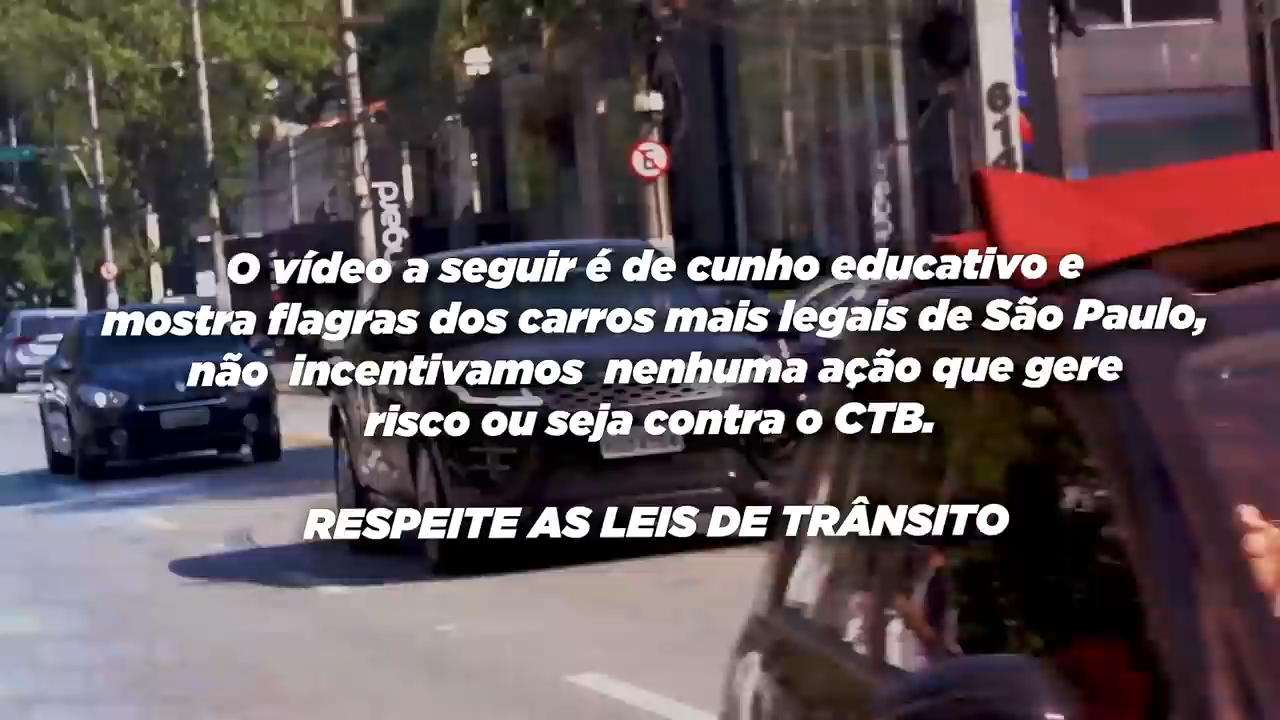 614
O vídeo a seguir é de cunho educativo e
mostra flagras dos carros mais legais de São Paulo,
não incentivamos nenhuma ação que gere
risco ou seja contra o CTB.
RESPEITE AS LEIS DE TRÂNSITO